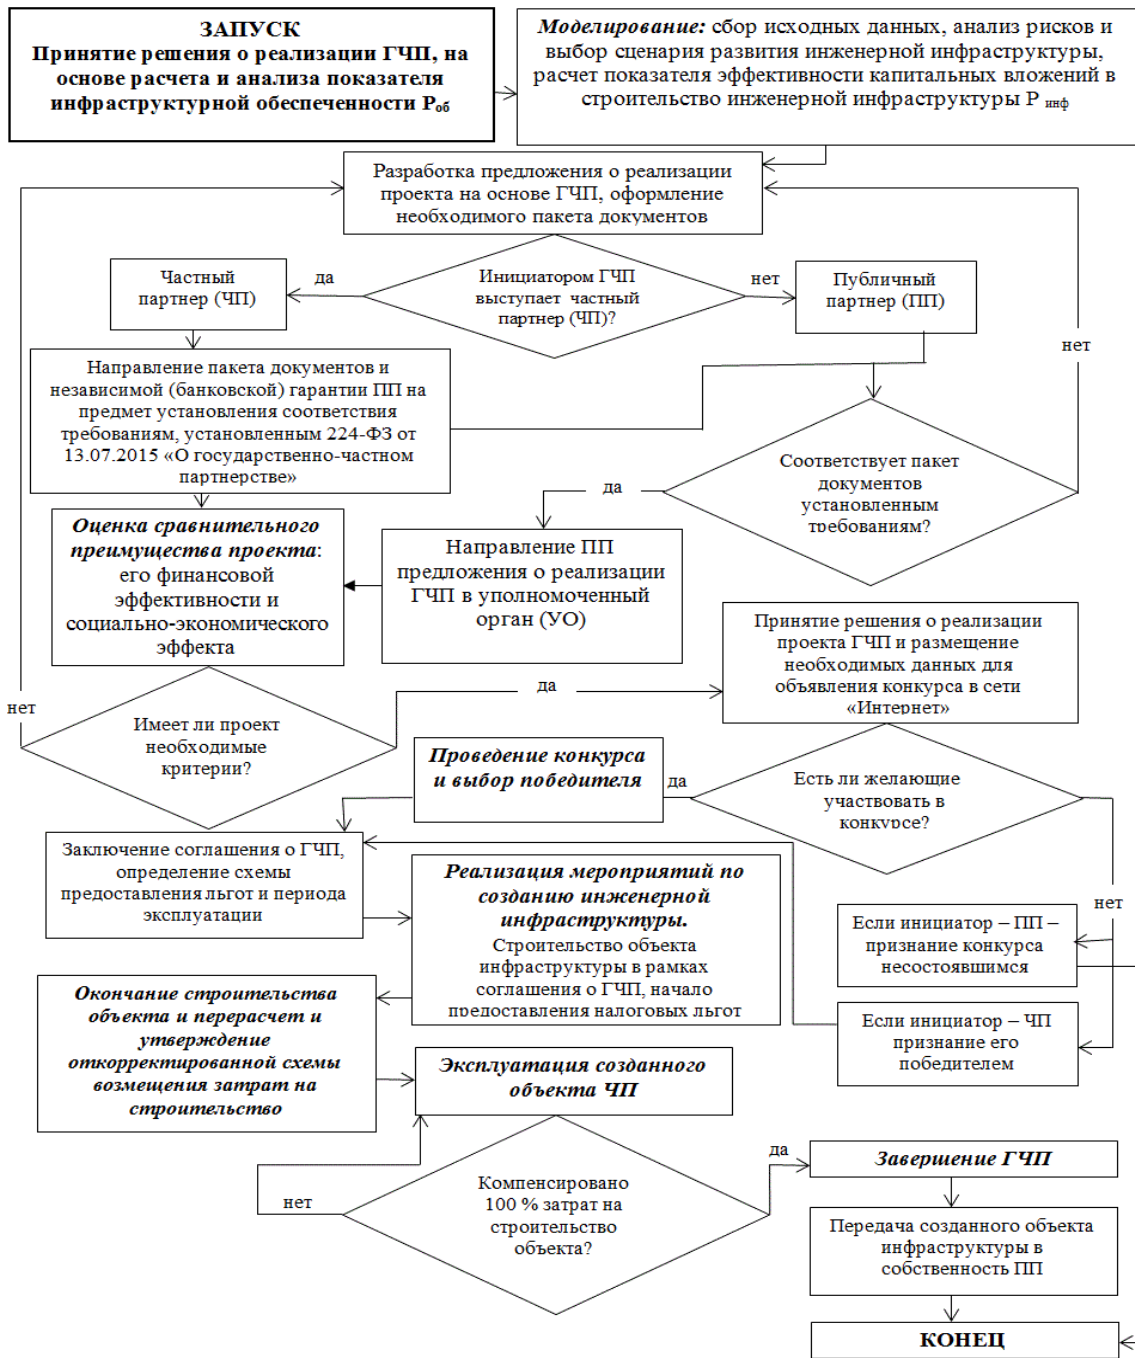 ЗАПУСК
Принятие решения о реализации ГЧП, на
основе расчета и анализа показателя
инфраструктурной обеспеченности Роб
Моделирование: сбор исходных данных, анализ рисков и
выбор сценария развития инженерной инфраструктуры,
расчет показателя эффективности капитальных вложений в
строительство инженерной инфраструктуры Р инф
Разработка предложения о реализации
проекта на основе ГЧП, оформление
необходимого пакета документов
Частный
партнер (ЧП)
да
Инициатором ГЧП
выступает частный
партнер (ЧП)?
нет
Публичный
партнер (ПП)
нет
Направление пакета документов и
независимой (банковской) гарантии ПП на
предмет установления соответствия
требованиям, установленным 224-ФЗ от
13.07.2015 «О государственно-частном
партнерстве»
Соответствует пакет
документов
установленным
требованиям?
да
Оценка сравнительного
преимущества проекта:
его финансовой
эффективности и
социально-экономического
эффекта
Направление ПП
предложения о реализации
ГЧП в уполномоченный
орган (УО)
Принятие решения о реализации
проекта ГЧП и размещение
необходимых данных для
объявления конкурса в сети
«Интернет»
да
нет
Имеет ли проект
необходимые
критерии?
Проведение конкурса
и выбор победителя
да
Есть ли желающие
участвовать в
конкурсе?
Заключение соглашения о ГЧП,
определение схемы
предоставления льгот и периода
эксплуатации
Реализация мероприятий по
созданию инженерной
инфраструктуры.
Строительство объекта
инфраструктуры в рамках
соглашения о ГЧП, начало
предоставления налоговых льгот
нет
Если инициатор – ПП –
признание конкурса
несостоявшимся
Если инициатор – ЧП
признание его
победителем
Окончание строительства
объекта и перерасчет и
утверждение
откорректированной схемы
возмещения затрат на
строительство
Эксплуатация созданного
объекта ЧП
нет
Компенсировано
100 % затрат на
строительство
объекта?
да
Завершение ГЧП
Передача созданного объекта
инфраструктуры в
собственность ПП
КОНЕЦ